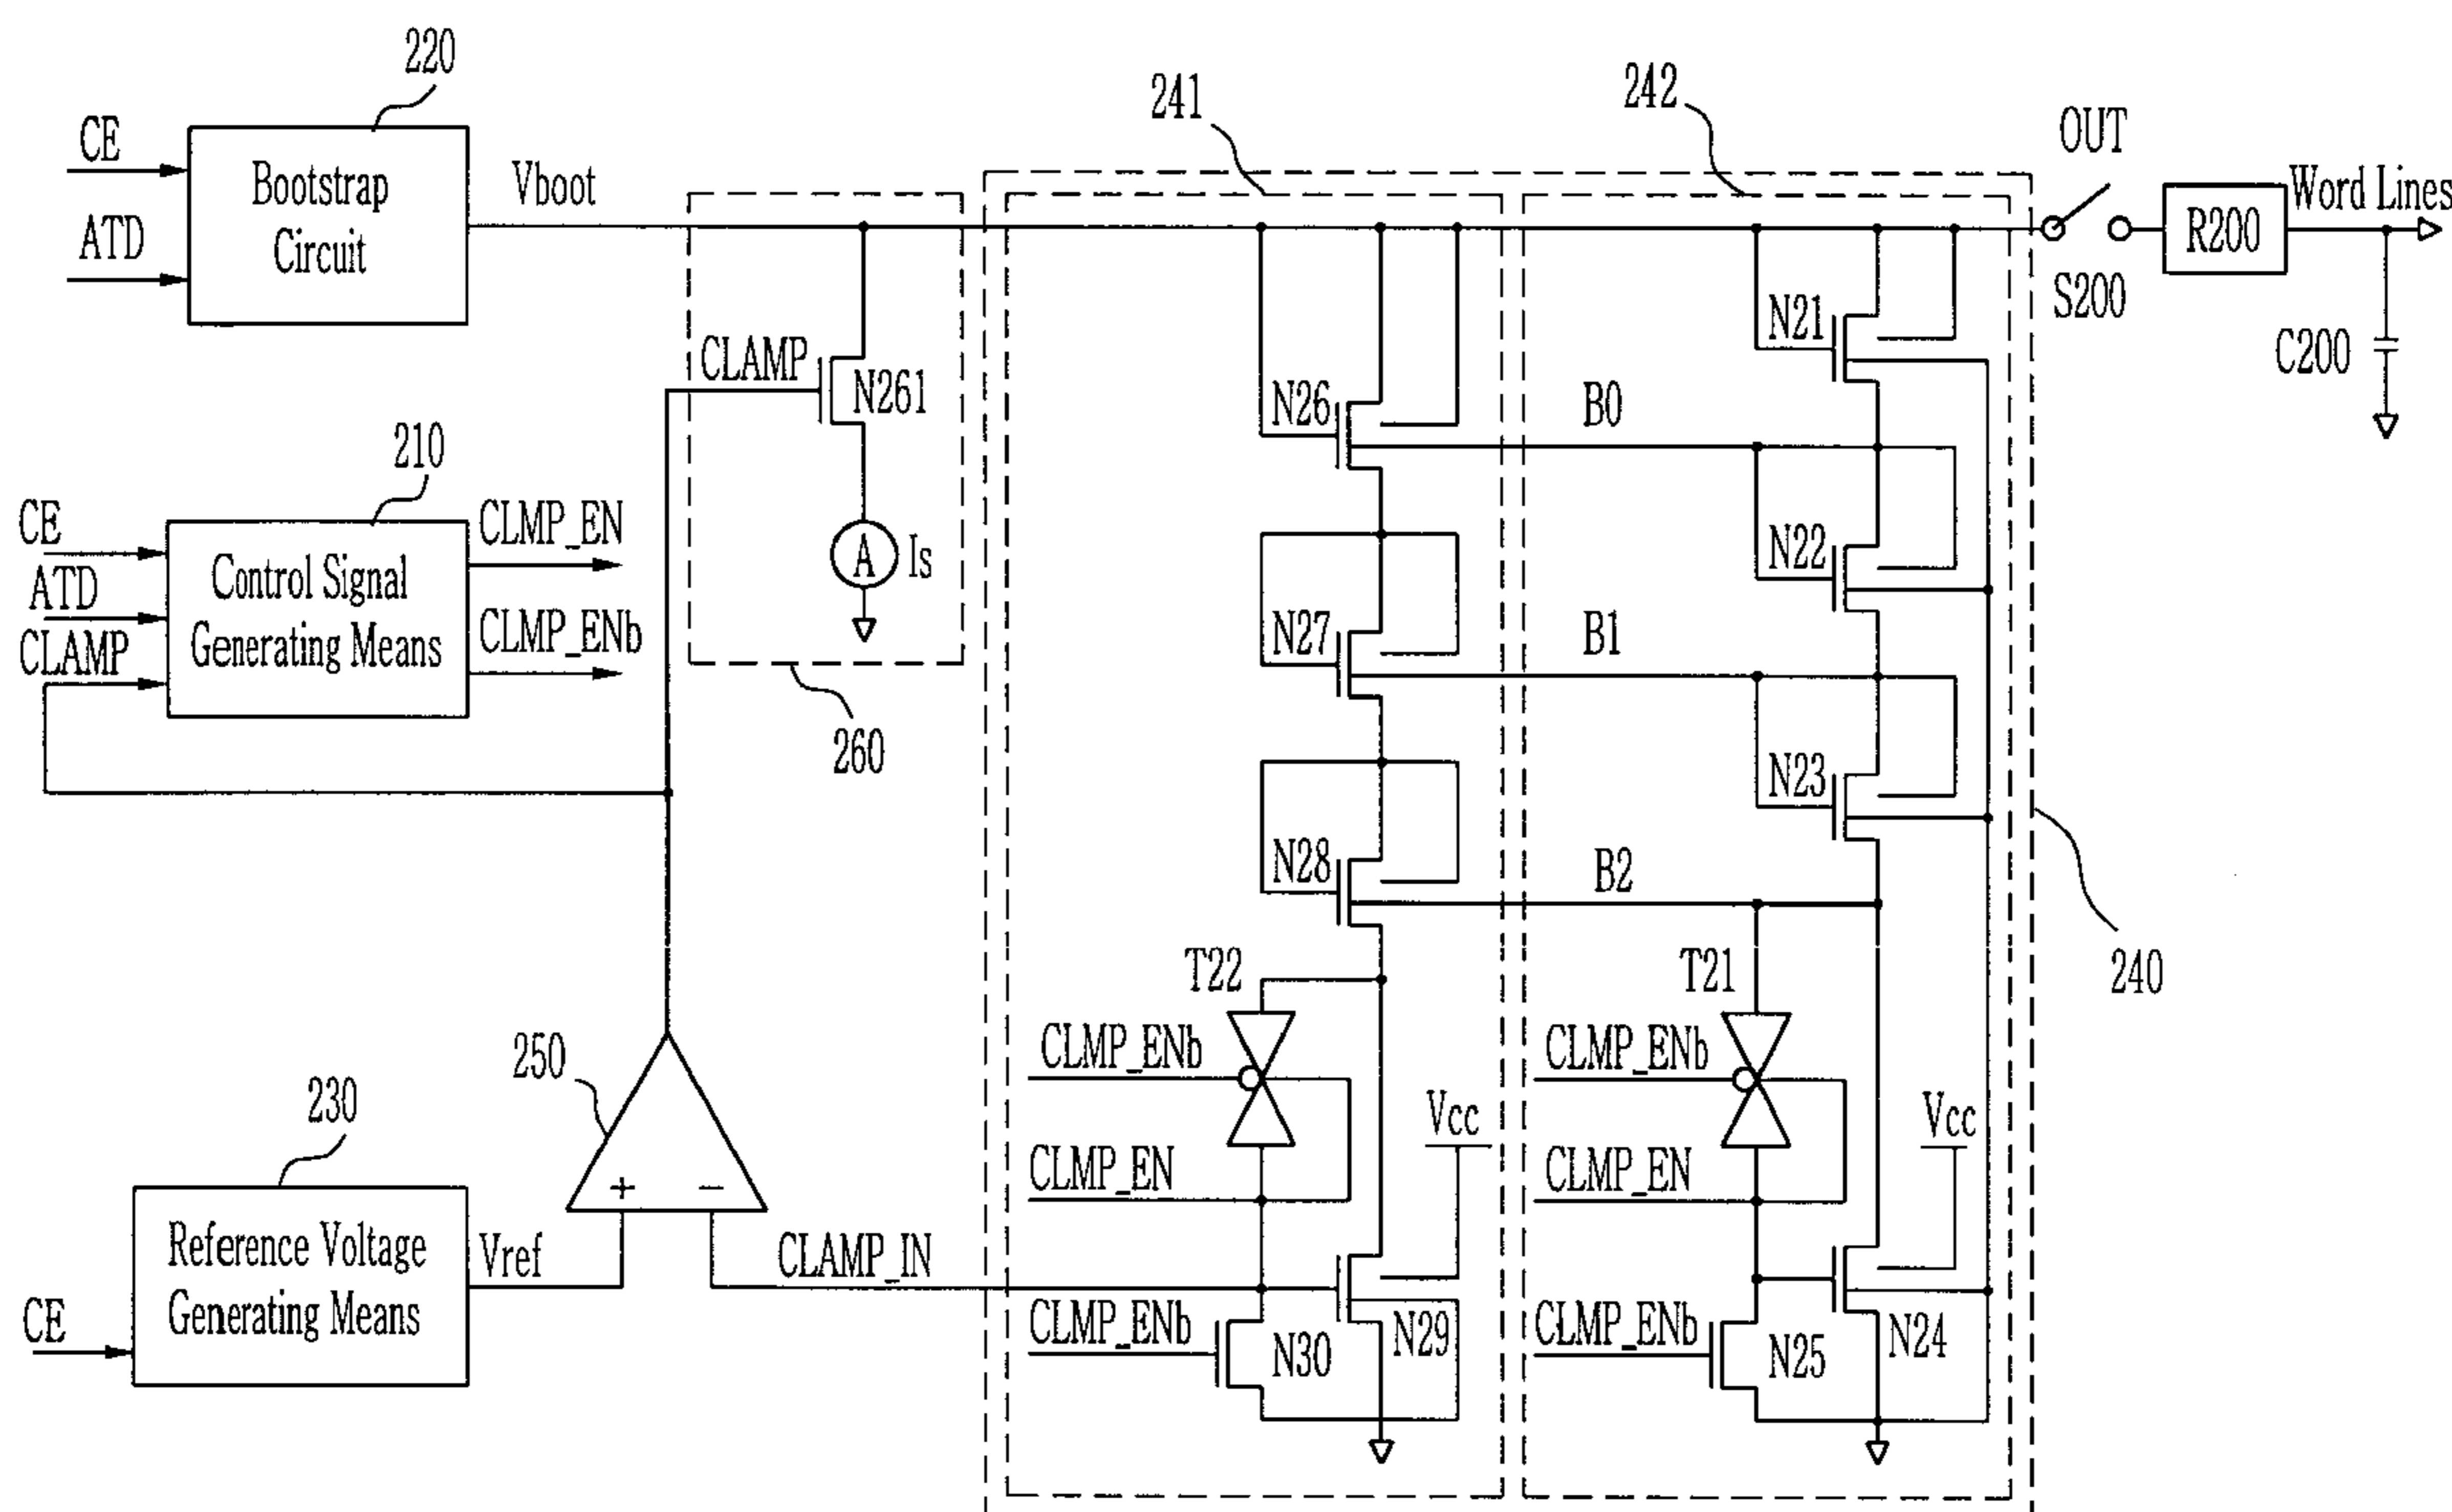 220
241
242
CE
Bootstrap
Circuit
ATD
Vboot
OUT
Word Lines
R200
S200
C200
N21
CLAMP
N261
N26
B0
210
CE
ATD
CLAMP
Control Signal
Generating Means
CLMP_EN
CLMP_ENb
A
Is
N22
N27
B1
260
N23
N28
B2
240
T22
T21
250
CLMP_ENb
CLMP_ENb
Vcc
Vcc
230
CLMP_EN
CLMP_EN
+
−
Reference Voltage
Generating Means
Vref
CLAMP_IN
CE
CLMP_ENb
N30
N29
CLMP_ENb
N25
N24